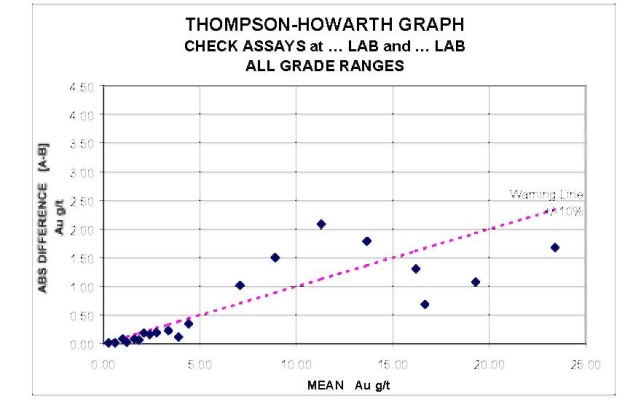 THOMPSON-HOWARTH GRAPH
CHECK ASSAYS at ... LAB and ... LAB
ALL GRADE RANGES
4.50
4.00
3.50
3.00
2.50
2.00
1.50
1.00
0.50
0.00
ABS DIFFERENCE [A-B]
Au g/t
Warning Line
+/-10%
0.00 5.00 10.00 15.00 20.00 25.00
MEAN Au g/t